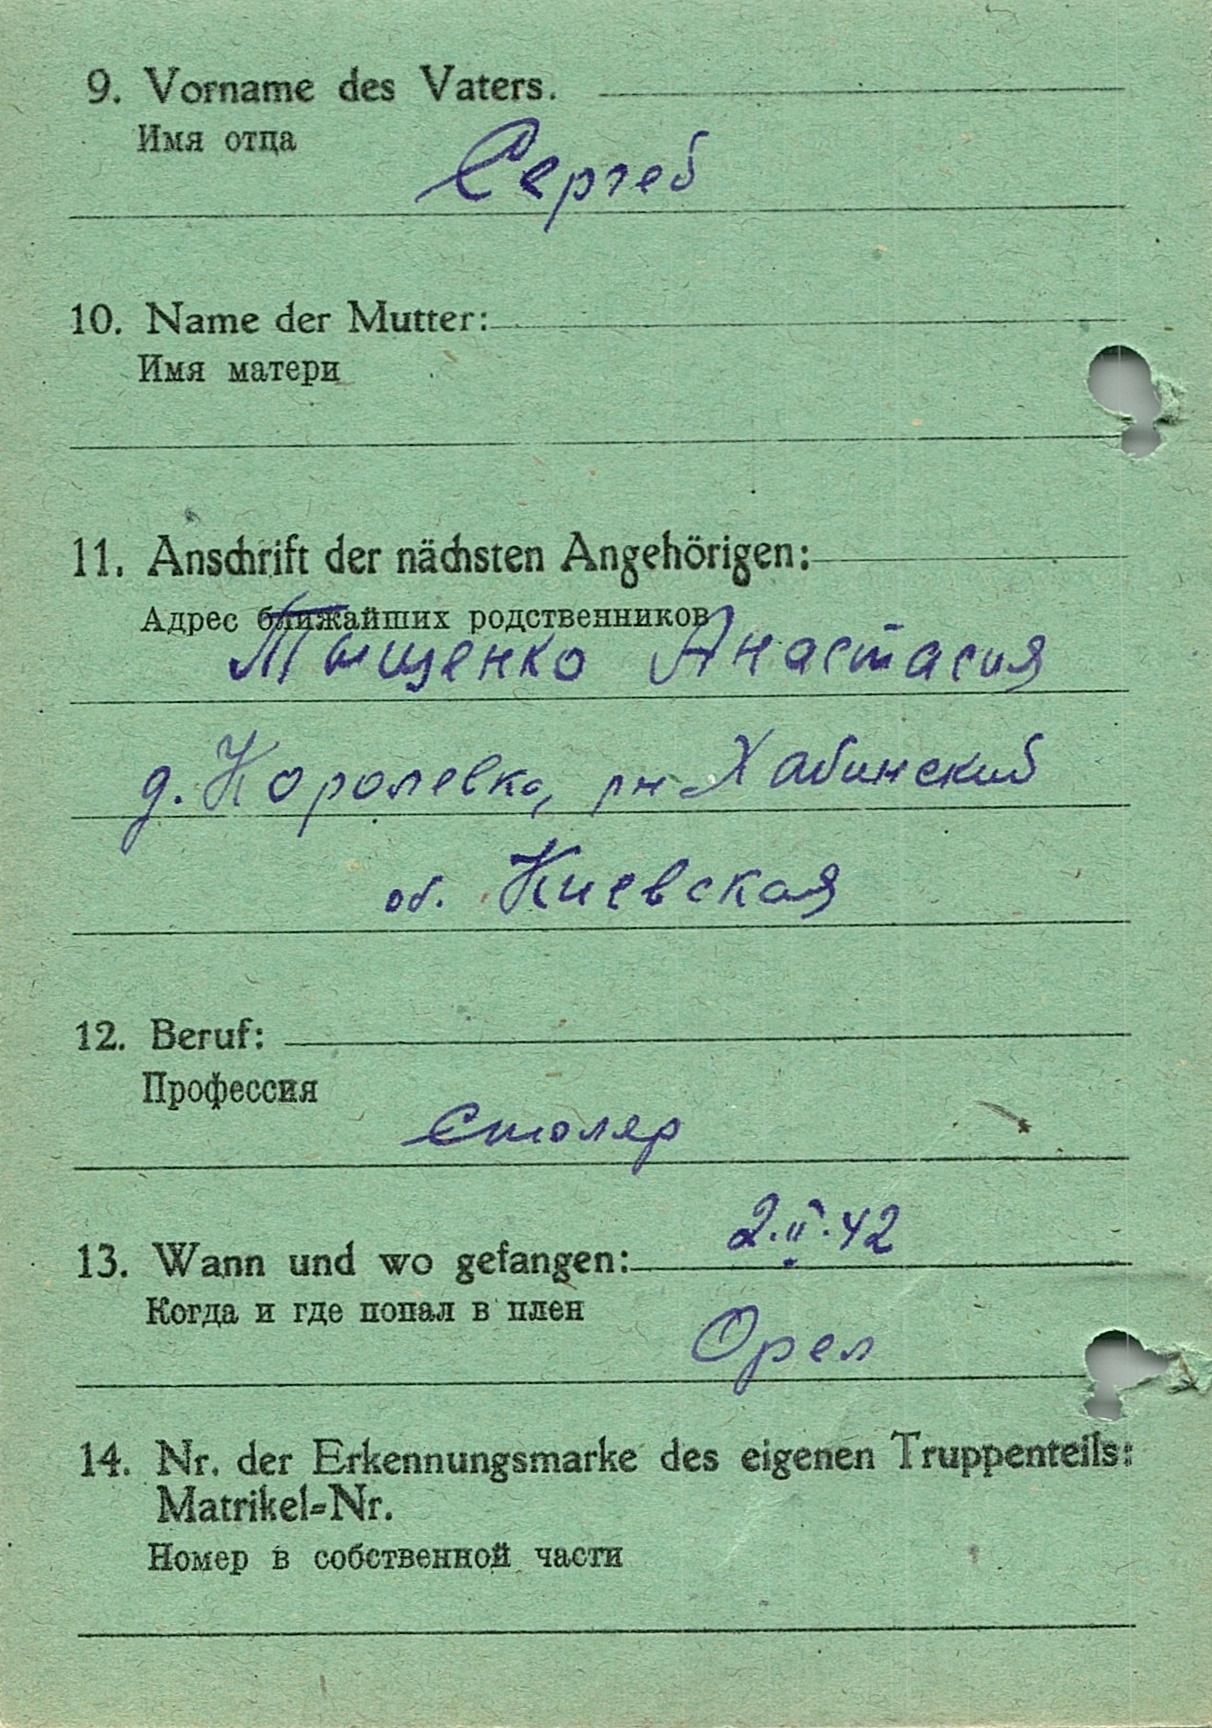 9. Vorname des Vaters.
Имя отца
Сергей
10. Name der Mutter:
Имя матери
11. Anschrift der nächsten Angehörigen:
Адрес ближайших родственников
Тыщенко Анастасия
д. Королевка, рн Хабинский
об. Киевская
12. Beruf:
Профессия
Столяр
2.II.42
13. Wann und wo gefangen:
Когда и где попал в плен
Орел
14. Nr. der Erkennungsmarke des eigenen Truppenteils:
Matrikel-Nr.
Номер в собственной части